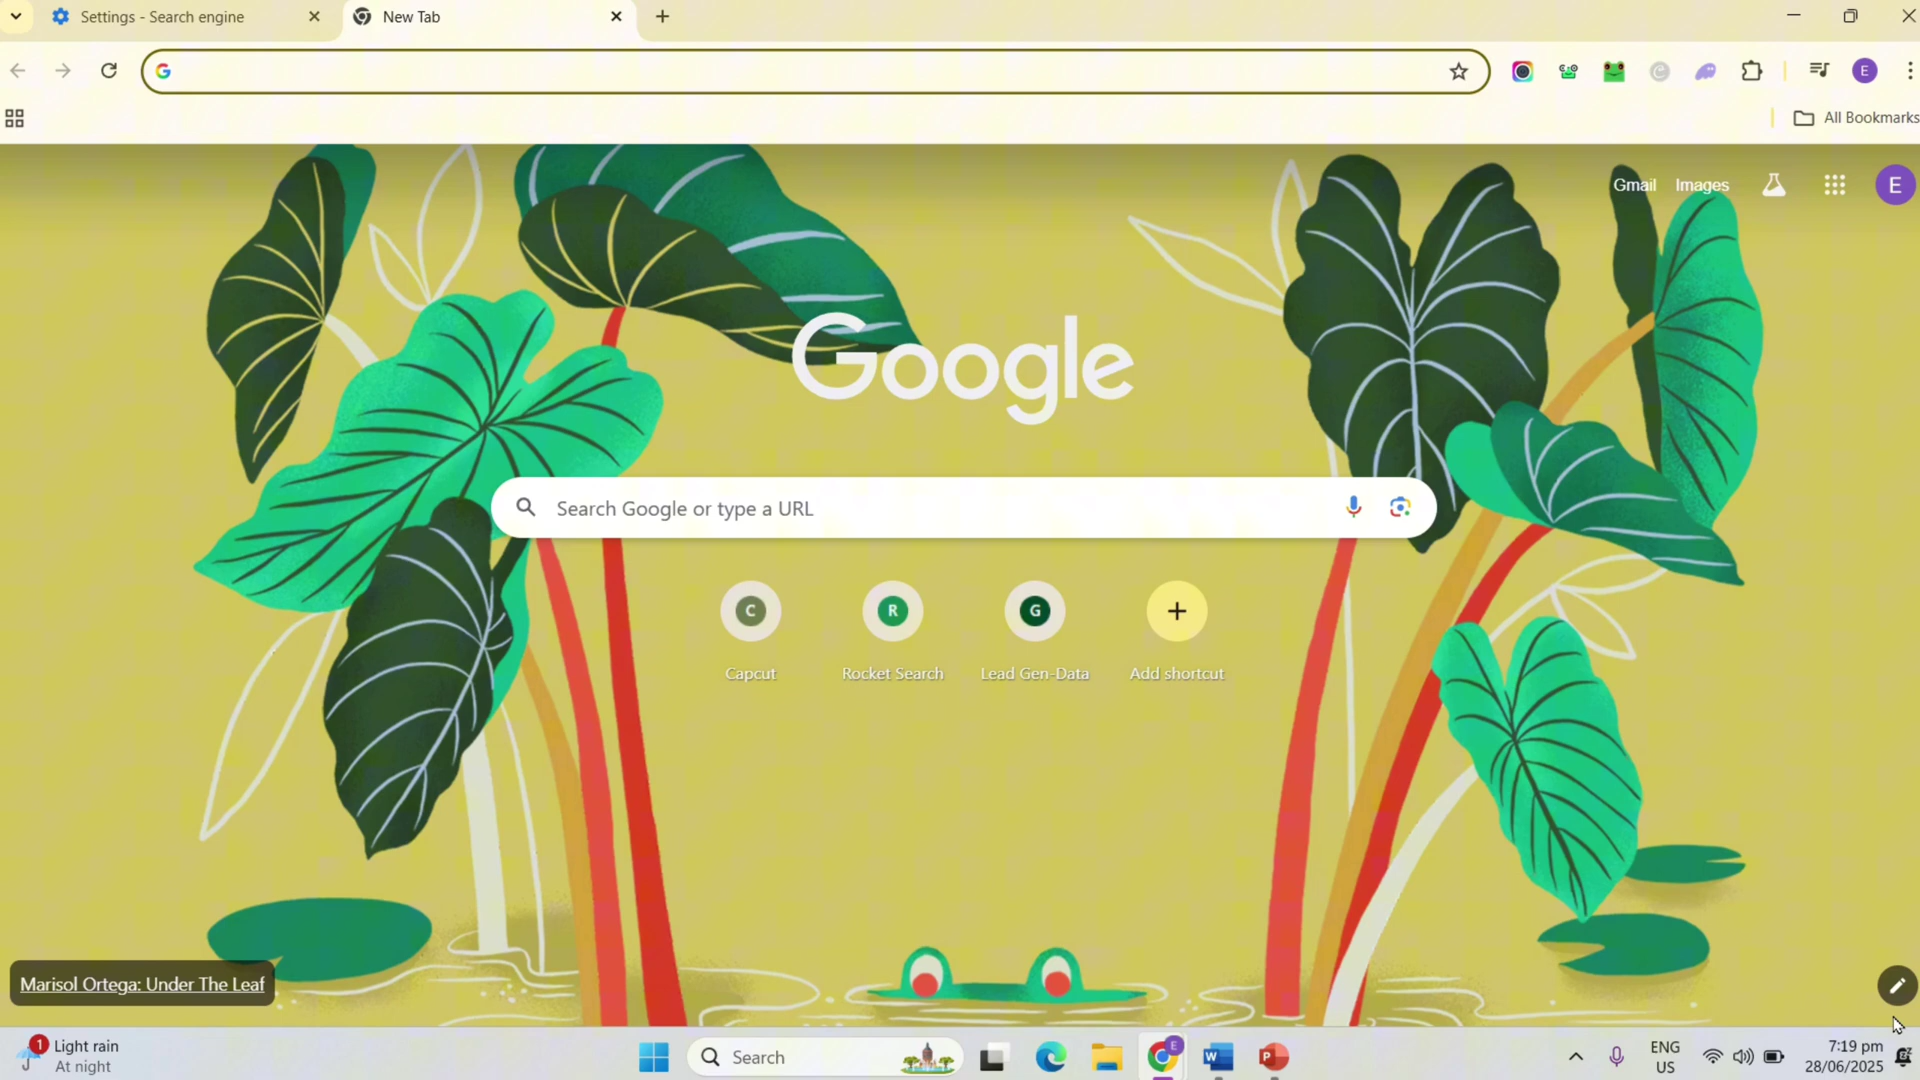 Settings - Search engine
New Tab
All Bookmarks
Gmail
Images
E
Google
Search Google or type a URL
C
R
G
Capcut
Rocket Search
Lead Gen-Data
Add shortcut
Marisol Ortega: Under The Leaf
1
Light rain
At night
Search
E
W
P
ENG
US
7:19 pm
28/06/2025